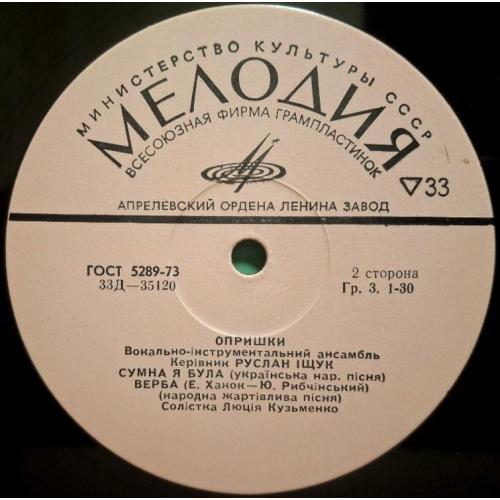 МИНИСТЕРСТВО КУЛЬТУРЫ СССР
МЕЛОДИЯ
ВСЕСОЮЗНАЯ ФИРМА ГРАМПЛАСТИНОК
▽33
АПРЕЛЕВСКИЙ ОРДЕНА ЛЕНИНА ЗАВОД
ГОСТ 5289-73
33Д—35120
2 сторона
Гр. 3. 1-30
ОПРИШКИ
Вокально-інструментальний ансамбль
Керівник РУСЛАН ІЩУК
СУМНА Я БУЛА (українська нар. пісня)
ВЕРБА (Е. Ханок—Ю. Рибчінський)
(народна жартівлива пісня)
Солістка Люція Кузьменко